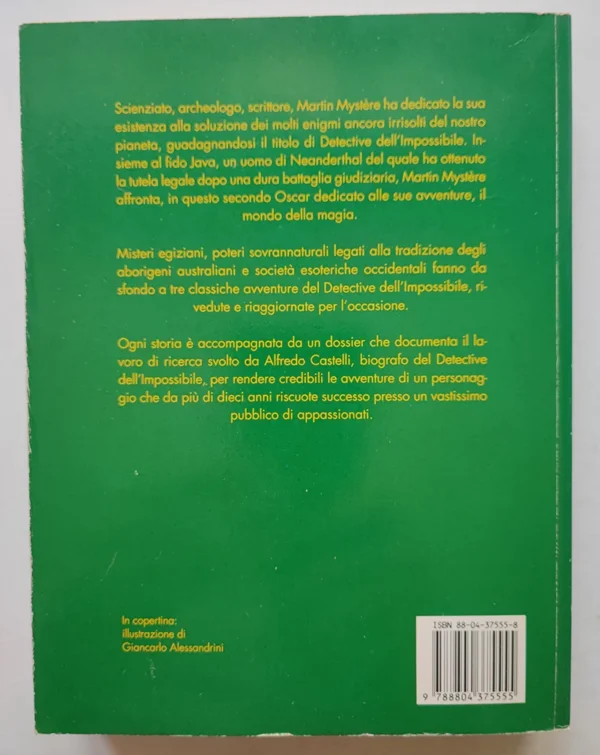 Scienziato, archeologo, scrittore, Martin Mystère ha dedicato la sua
esistenza alla soluzione dei molti enigmi ancora irrisolti del nostro
pianeta, guadagnandosi il titolo di Detective dell'Impossibile. In-
sieme al fido Java, un uomo di Neanderthal del quale ha ottenuto
la tutela legale dopo una dura battaglia giudiziaria, Martin Mystère
affronta, in questo secondo Oscar dedicato alle sue avventure, il
mondo della magia.
Misteri egiziani, poteri sovrannaturali legati alla tradizione degli
aborigeni australiani e società esoteriche occidentali fanno da
sfondo a tre classiche avventure del Detective dell'Impossibile, ri-
vedute e riaggiornate per l'occasione.
Ogni storia è accompagnata da un dossier che documenta il la-
voro di ricerca svolto da Alfredo Castelli, biografo del Detective
dell'Impossibile, per rendere credibili le avventure di un personag-
gio che da più di dieci anni riscuote successo presso un vastissimo
pubblico di appassionati.
In copertina:
illustrazione di
Giancarlo Alessandrini
ISBN 88-04-37555-8
9 788804 375555